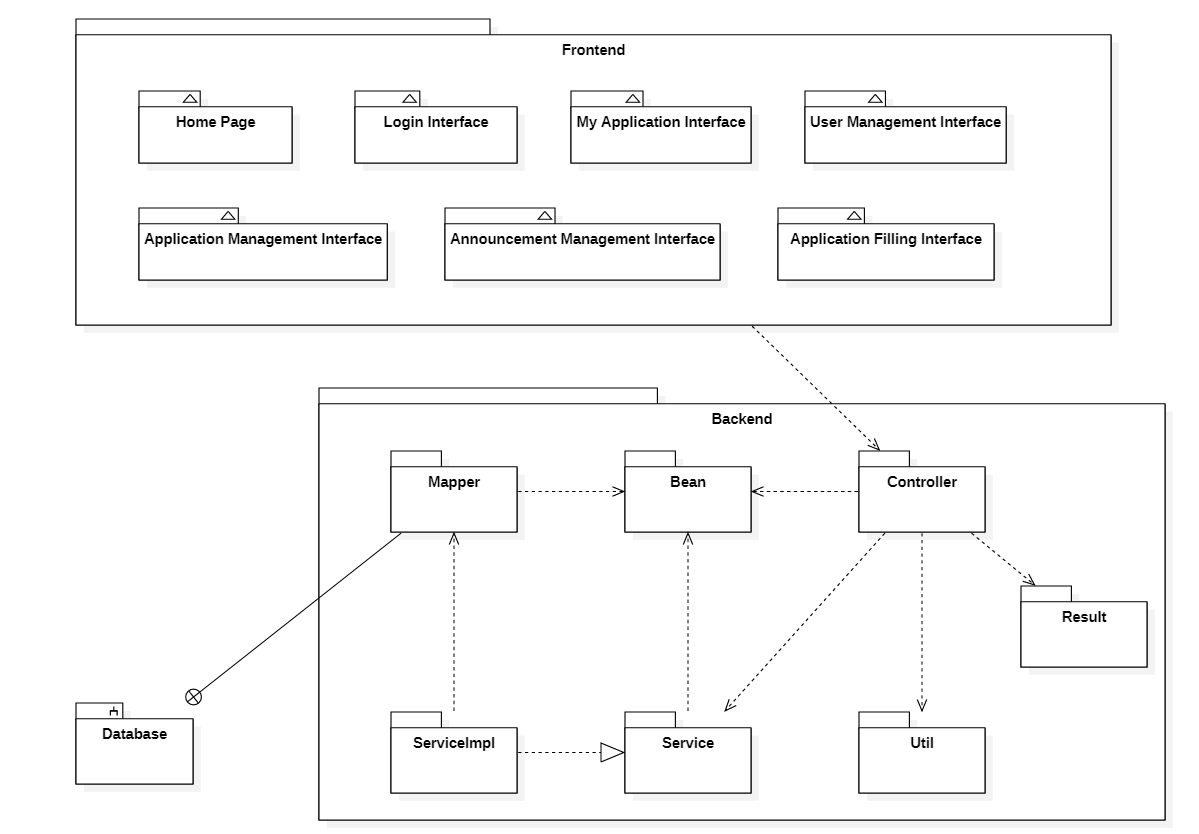 Frontend
Home Page
Login Interface
My Application Interface
User Management Interface
Application Management Interface
Announcement Management Interface
Application Filling Interface
Backend
Mapper
Bean
Controller
Result
Database
ServiceImpl
Service
Util